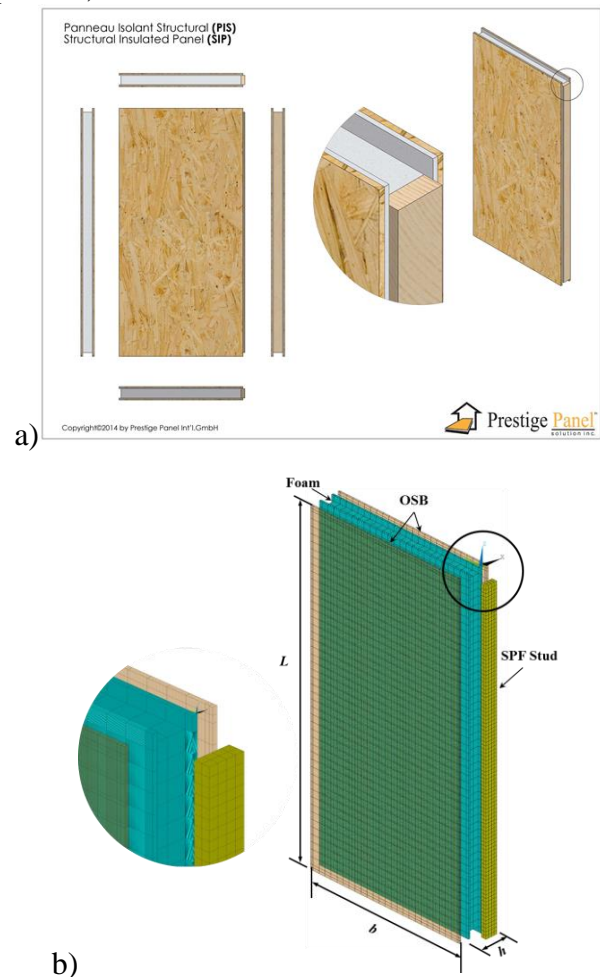 Panneau Isolant Structural (PIS)
Structural Insulated Panel (SIP)
Copyright©2014 by Prestige Panel Int'l.GmbH
Prestige Panel
solution inc.
a)
Foam
OSB
L
SPF Stud
b
h
b)